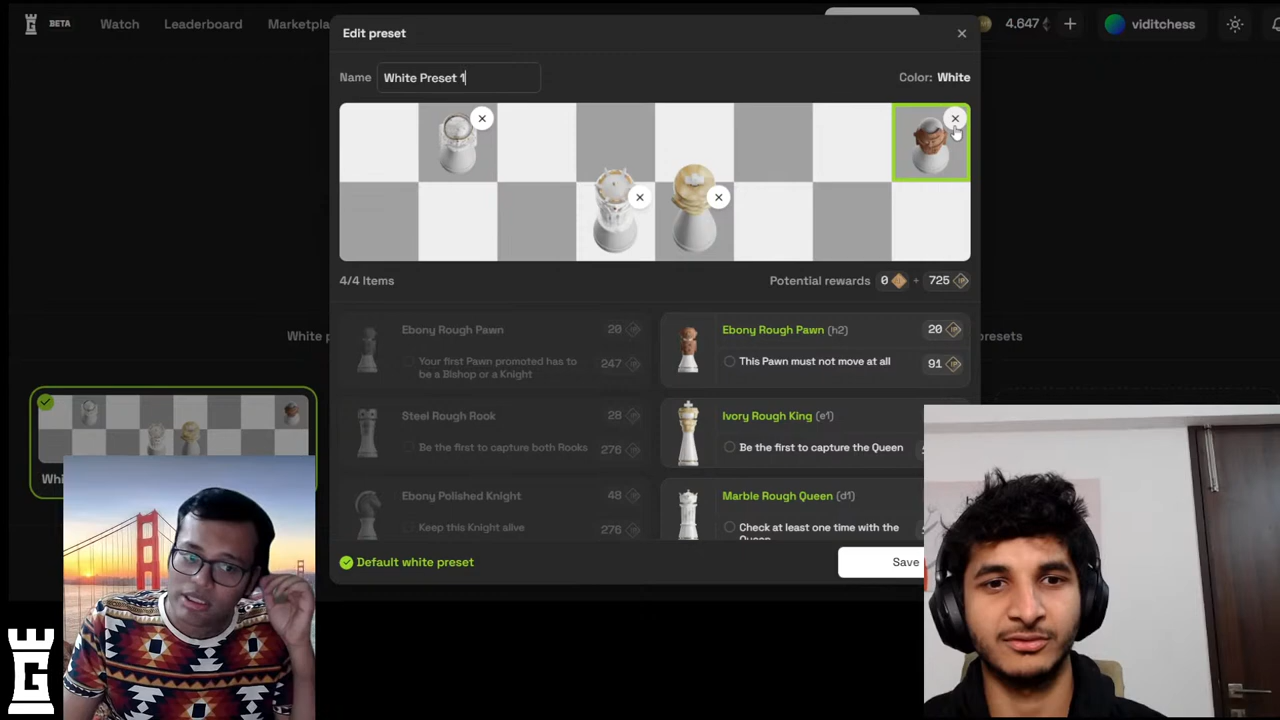 BETA
Watch
Leaderboard
Marketpla
4.647
viditchess
Edit preset
Name
White Preset 1
Color: White
4/4 Items
Potential rewards 0 + 725
White p
presets
Ebony Rough Pawn 20
Your first Pawn promoted has to
be a Bishop or a Knight
247
Ebony Rough Pawn (h2) 20
This Pawn must not move at all 91
Steel Rough Rook 28
Be the first to capture both Rooks 276
Ivory Rough King (e1)
Be the first to capture the Queen
Ebony Polished Knight 48
Keep this Knight alive 276
Marble Rough Queen (d1)
Check at least one time with the
Queen
Whi
Default white preset
Save
G